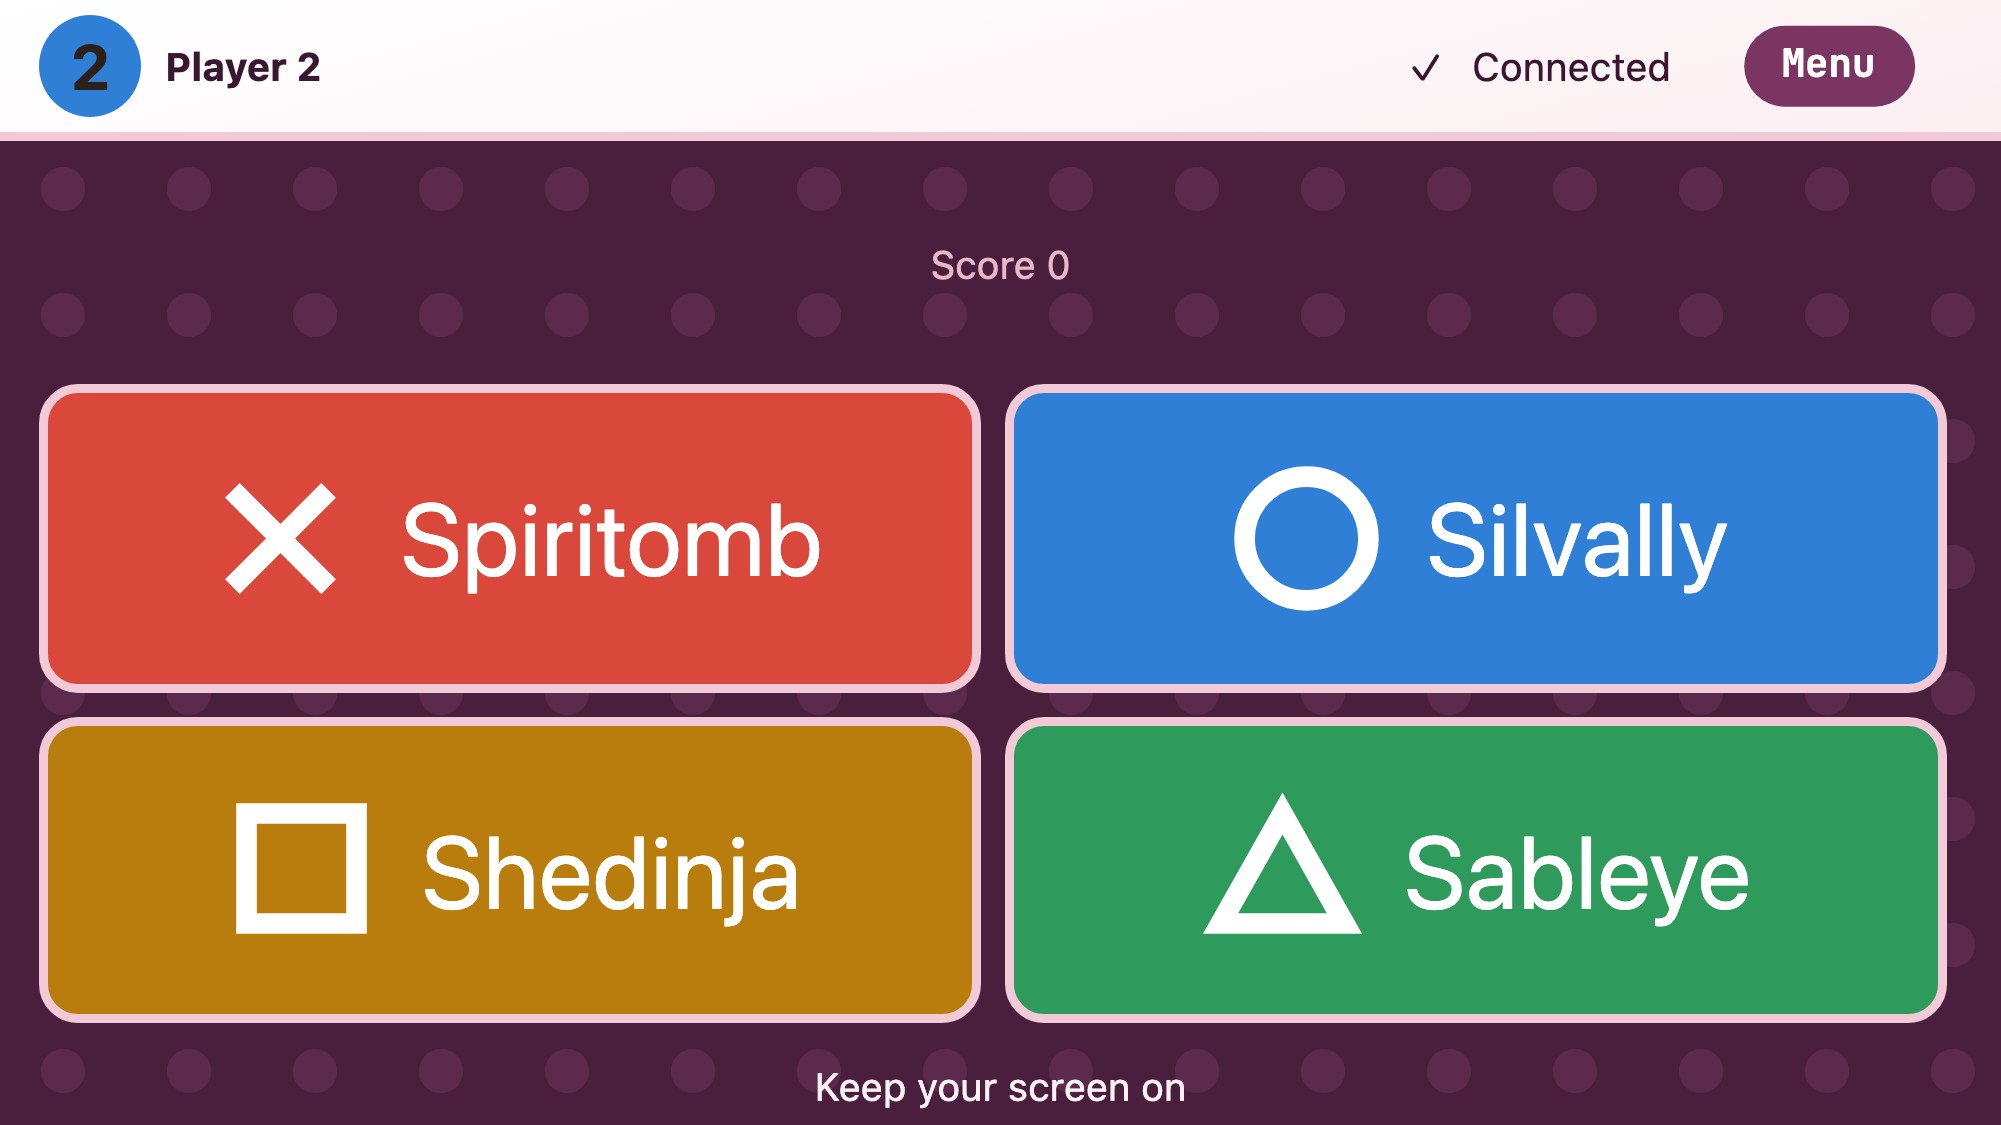 2 Player 2 ✓ Connected Menu
Score 0
Spiritomb
Silvally
Shedinja
Sableye
Keep your screen on